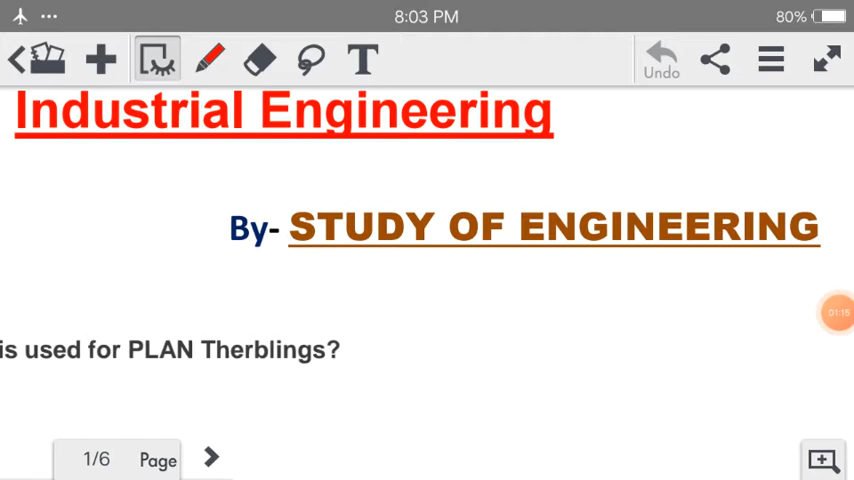 8:03 PM
80%
T
Undo
Industrial Engineering
By- STUDY OF ENGINEERING
01:15
is used for PLAN Therblings?
1/6 Page